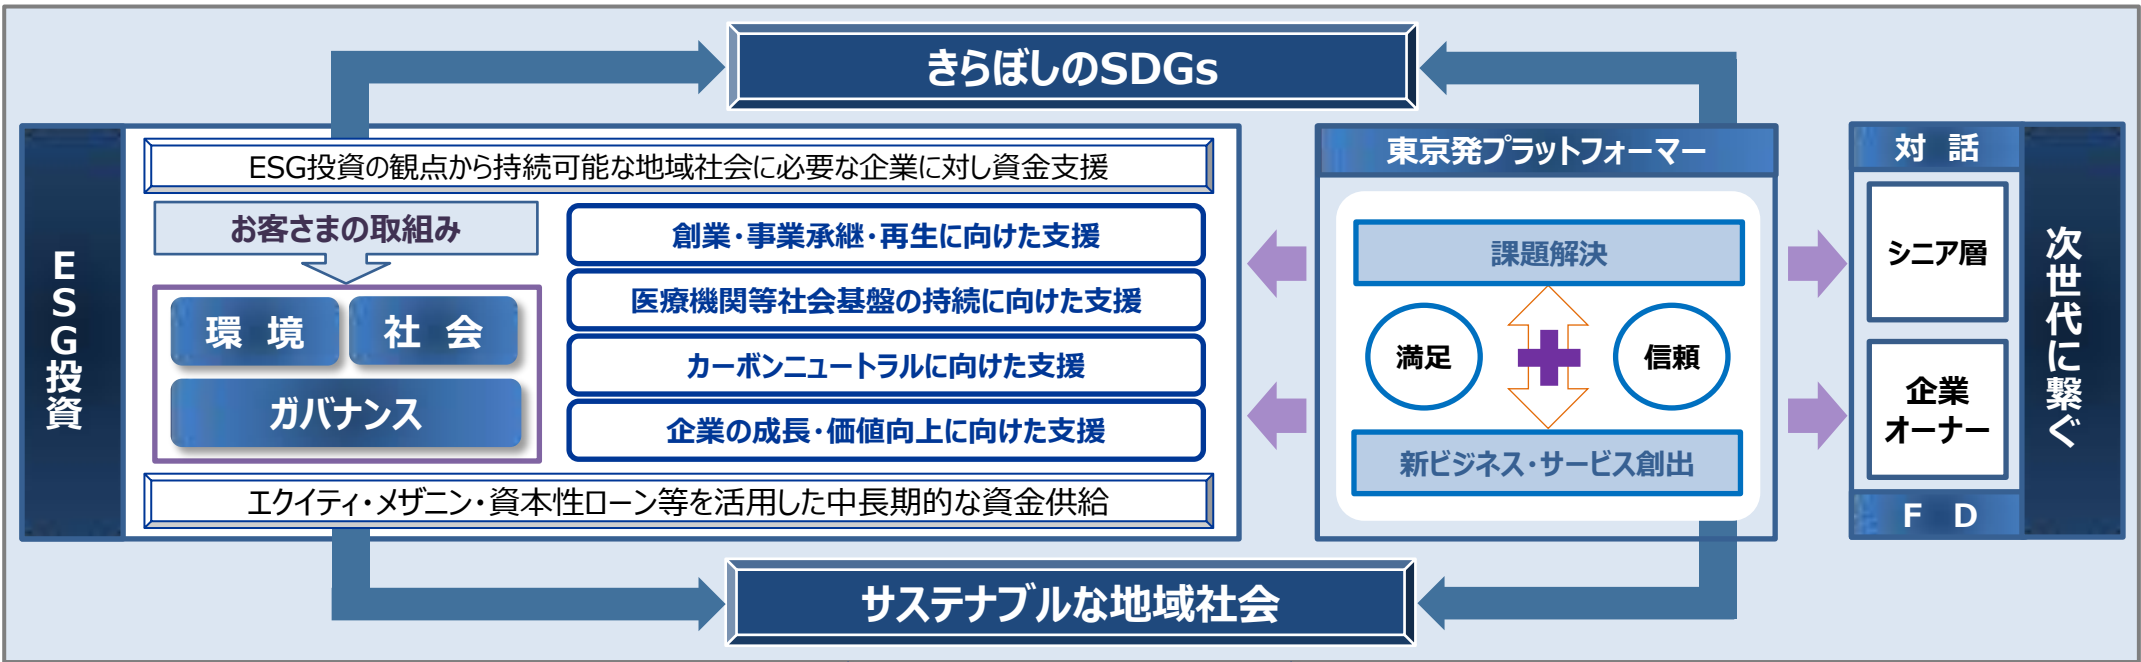 きらぼしのSDGs
ESG投資
ESG投資の観点から持続可能な地域社会に必要な企業に対し資金支援
お客さまの取組み
環 境
社 会
ガバナンス
創業・事業承継・再生に向けた支援
医療機関等社会基盤の持続に向けた支援
カーボンニュートラルに向けた支援
企業の成長・価値向上に向けた支援
エクイティ・メザニン・資本性ローン等を活用した中長期的な資金供給
東京発プラットフォーマー
課題解決
満足
信頼
新ビジネス・サービス創出
対 話
シニア層
企業
オーナー
F D
次世代に繋ぐ
サステナブルな地域社会